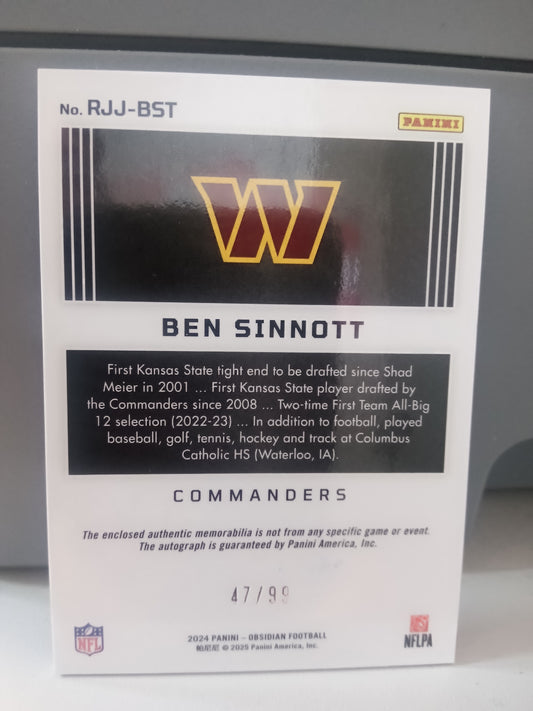 No. RJJ-BST
PANINI
W
BEN SINNOTT
First Kansas State tight end to be drafted since Shad
Meier in 2001 ... First Kansas State player drafted by
the Commanders since 2008 ... Two-time First Team All-Big
12 selection (2022-23) ... In addition to football, played
baseball, golf, tennis, hockey and track at Columbus
Catholic HS (Waterloo, IA).
COMMANDERS
The enclosed authentic memorabilia is not from any specific game or event.
The autograph is guaranteed by Panini America, Inc.
47/99
2024 PANINI – OBSIDIAN FOOTBALL
帕尼尼 © 2025 Panini America, Inc.
NFL
NFLPA